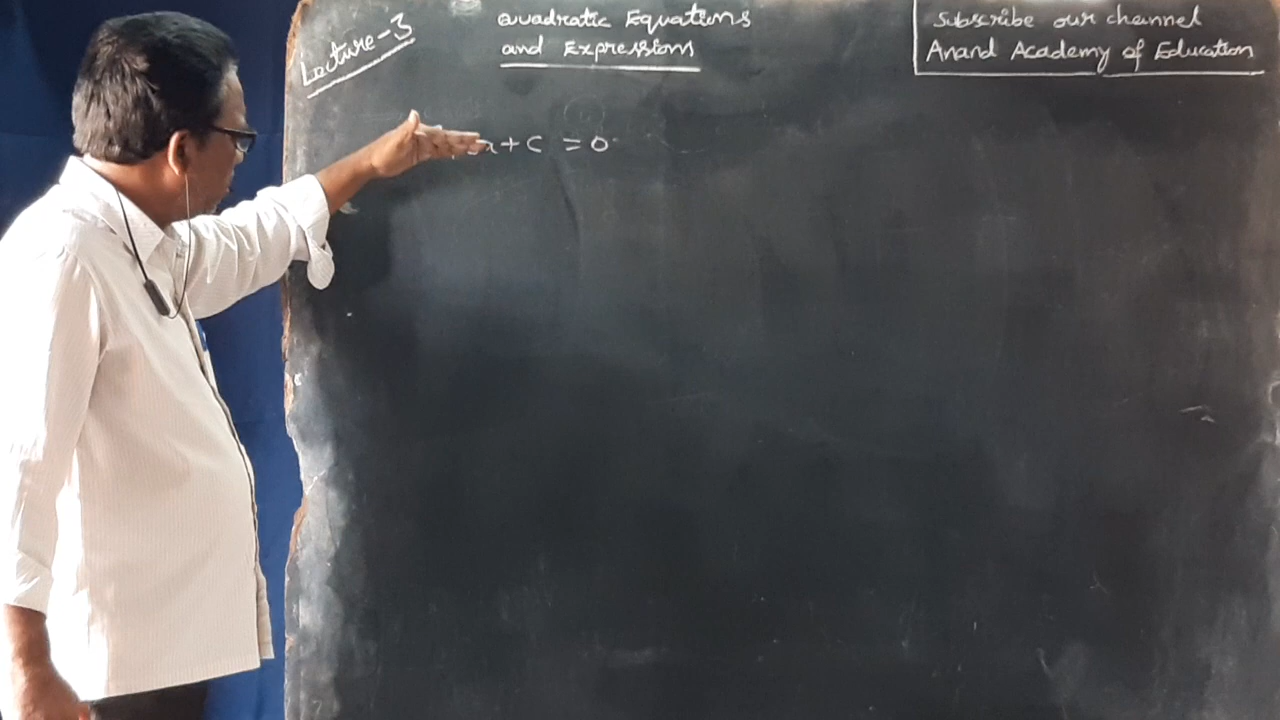 Lecture-3
Quadratic Equations
and Expressions
Subscribe our channel
Anand Academy of Education
x + c = 0